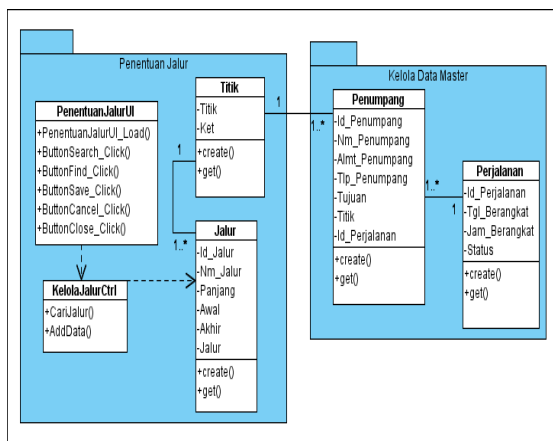 Penentuan Jalur
PenentuanJalurUI
+PenentuanJalurUI_Load()
+ButtonSearch_Click()
+ButtonFind_Click()
+ButtonSave_Click()
+ButtonCancel_Click()
+ButtonClose_Click()
KelolaJalurCtrl
+CariJalur()
+AddData()
Titik
-Titik
-Ket
+create()
+get()
1
1..*
Jalur
-Id_Jalur
-Nm_Jalur
-Panjang
-Awal
-Akhir
-Jalur
+create()
+get()
1
1..*
Kelola Data Master
Penumpang
-Id_Penumpang
-Nm_Penumpang
-Almt_Penumpang
-Tlp_Penumpang
-Tujuan
-Titik
-Id_Perjalanan
+create()
+get()
1..*
1
Perjalanan
-Id_Perjalanan
-Tgl_Berangkat
-Jam_Berangkat
-Status
+create()
+get()